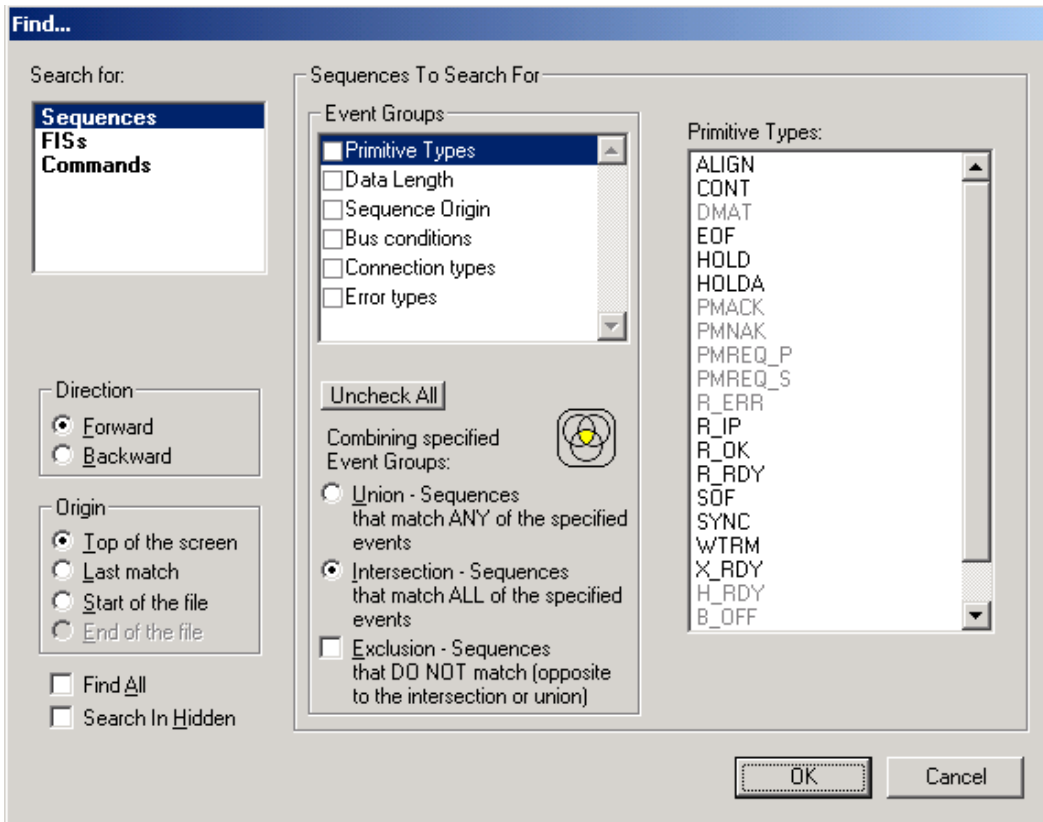 Find...
Search for:
Sequences
FISs
Commands
Direction
Forward
Backward
Origin
Top of the screen
Last match
Start of the file
End of the file
Find All
Search In Hidden
Sequences To Search For
Event Groups
Primitive Types
Data Length
Sequence Origin
Bus conditions
Connection types
Error types
Uncheck All
Combining specified
Event Groups:
Union - Sequences
that match ANY of the specified
events
Intersection - Sequences
that match ALL of the specified
events
Exclusion - Sequences
that DO NOT match (opposite
to the intersection or union)
Primitive Types:
ALIGN
CONT
DMAT
EOF
HOLD
HOLDA
PMACK
PMNAK
PMREQ_P
PMREQ_S
R_ERR
R_IP
R_OK
R_RDY
SOF
SYNC
WTRM
X_RDY
H_RDY
B_OFF
OK
Cancel